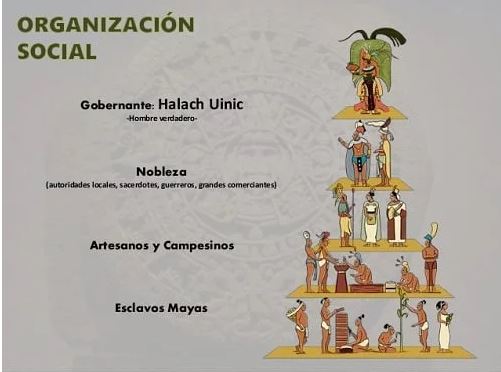 ORGANIZACIÓN
SOCIAL
Gobernante: Halach Uinic
-Hombre verdadero-
Nobleza
(autoridades locales, sacerdotes, guerreros, grandes comerciantes)
Artesanos y Campesinos
Esclavos Mayas